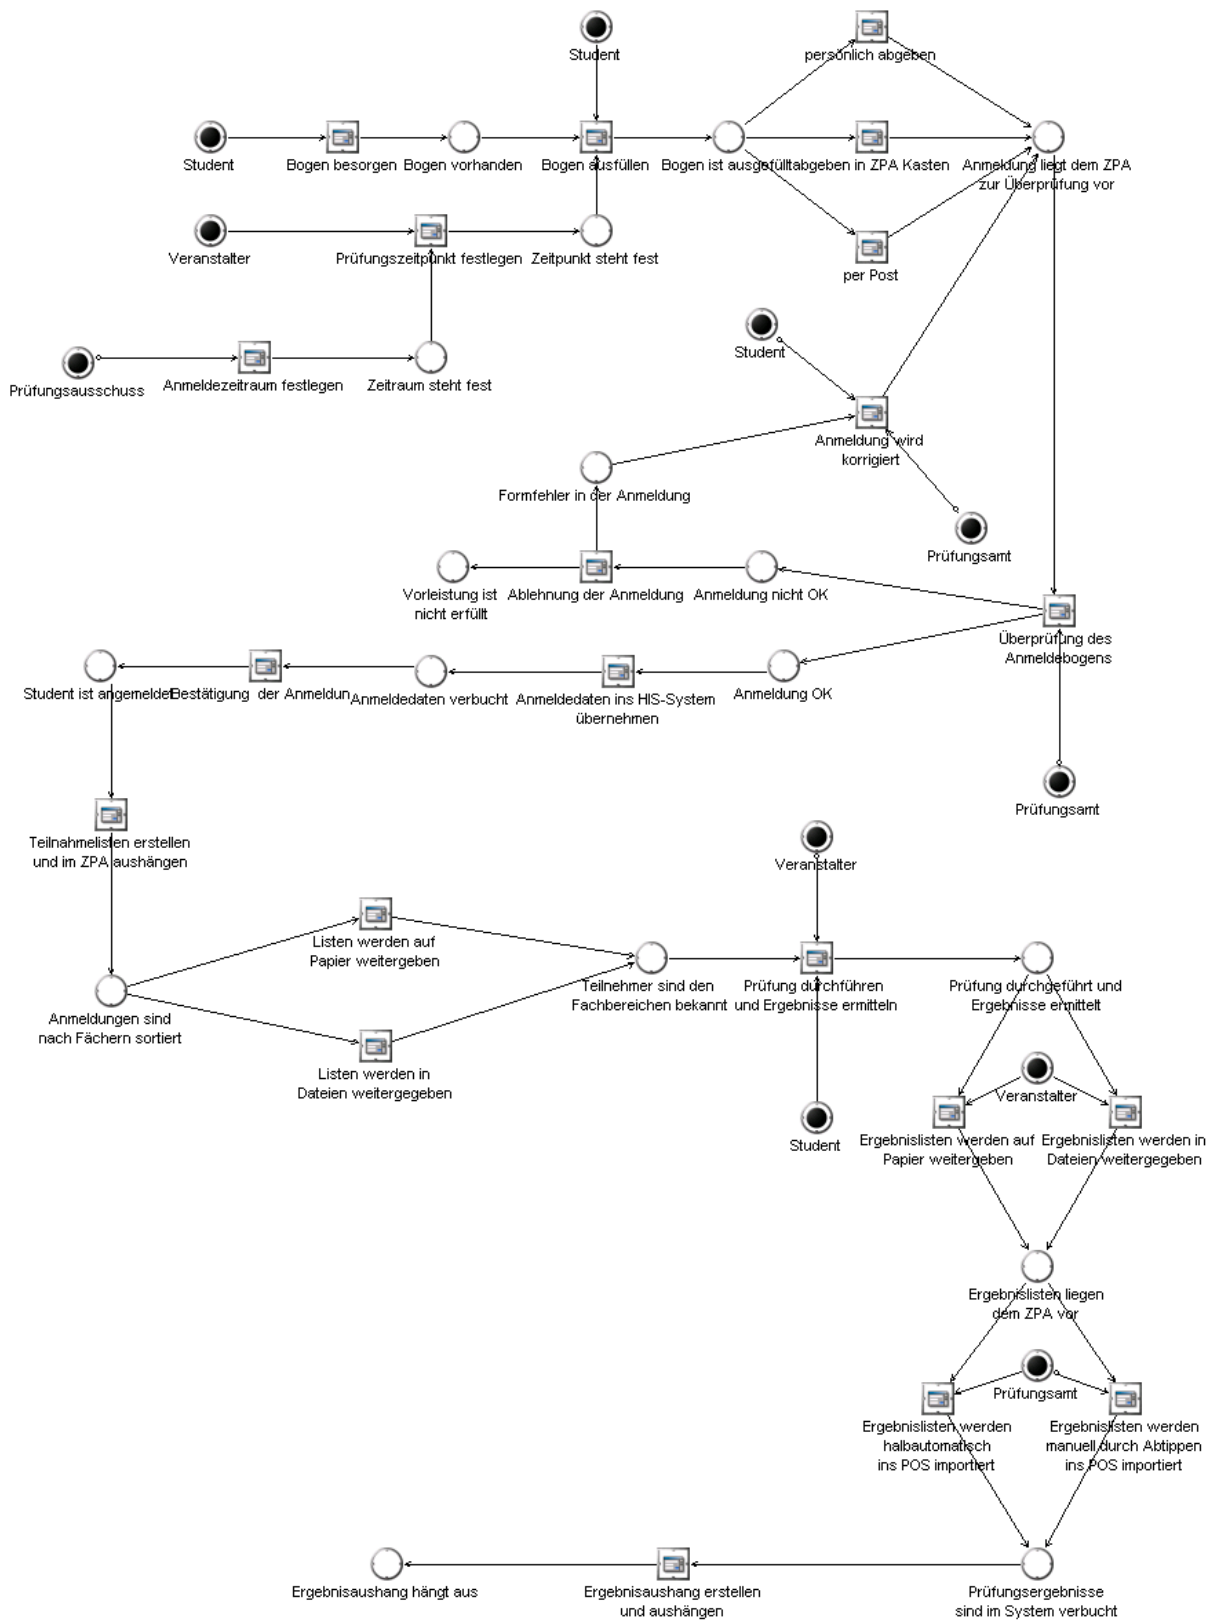 Student
persönlich abgeben
Student
Bogen besorgen
Bogen vorhanden
Bogen ausfüllen
Bogen ist ausgefüllt
abgeben in ZPA Kasten
Anmeldung liegt dem ZPA
zur Überprüfung vor
Veranstalter
Prüfungszeitpunkt festlegen
Zeitpunkt steht fest
per Post
Student
Prüfungsausschuss
Anmeldezeitraum festlegen
Zeitraum steht fest
Anmeldung wird
korrigiert
Formfehler in der Anmeldung
Prüfungsamt
Vorleistung ist
nicht erfüllt
Ablehnung der Anmeldung
Anmeldung nicht OK
Überprüfung des
Anmeldebogens
Student ist angemeldet
Bestätigung der Anmeldun
Anmeldedaten verbucht
Anmeldedaten ins HIS-System
übernehmen
Anmeldung OK
Prüfungsamt
Teilnahmelisten erstellen
und im ZPA aushängen
Veranstalter
Listen werden auf
Papier weitergeben
Teilnehmer sind den
Fachbereichen bekannt
Prüfung durchführen
und Ergebnisse ermitteln
Prüfung durchgeführt und
Ergebnisse ermittelt
Anmeldungen sind
nach Fächern sortiert
Listen werden in
Dateien weitergegeben
Veranstalter
Student
Ergebnislisten werden auf
Papier weitergeben
Ergebnislisten werden in
Dateien weitergegeben
Ergebnislisten liegen
dem ZPA vor
Prüfungsamt
Ergebnislisten werden
halbautomatisch
ins POS importiert
Ergebnislisten werden
manuell durch Abtippen
ins POS importiert
Ergebnisaushang hängt aus
Ergebnisaushang erstellen
und aushängen
Prüfungsergebnisse
sind im System verbucht